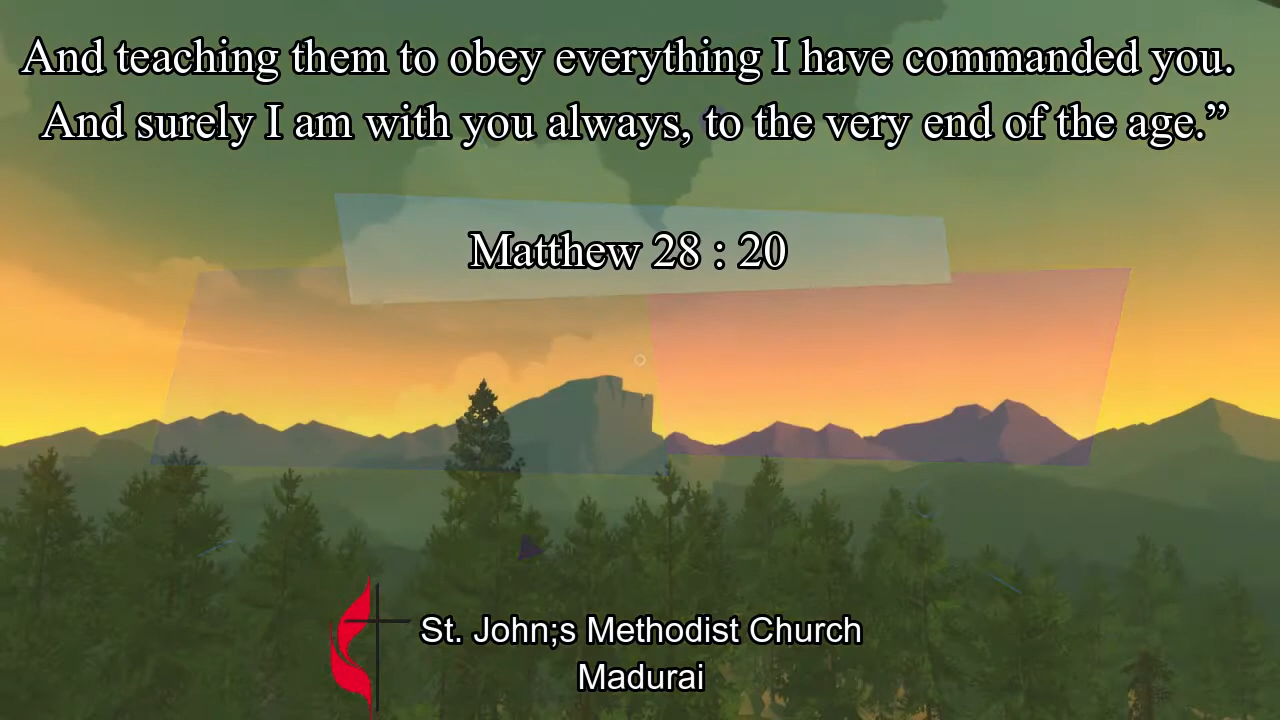 And teaching them to obey everything I have commanded you.
And surely I am with you always, to the very end of the age.”
Matthew 28 : 20
St. John;s Methodist Church
Madurai